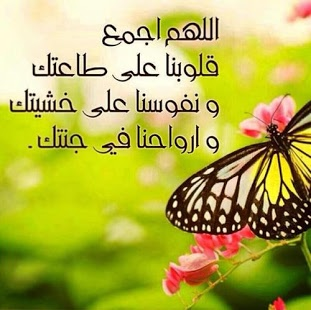 اللهم اجمع
قلوبنا على طاعتك
و نفوسنا على خشيتك
و ارواحنا في جنتك .